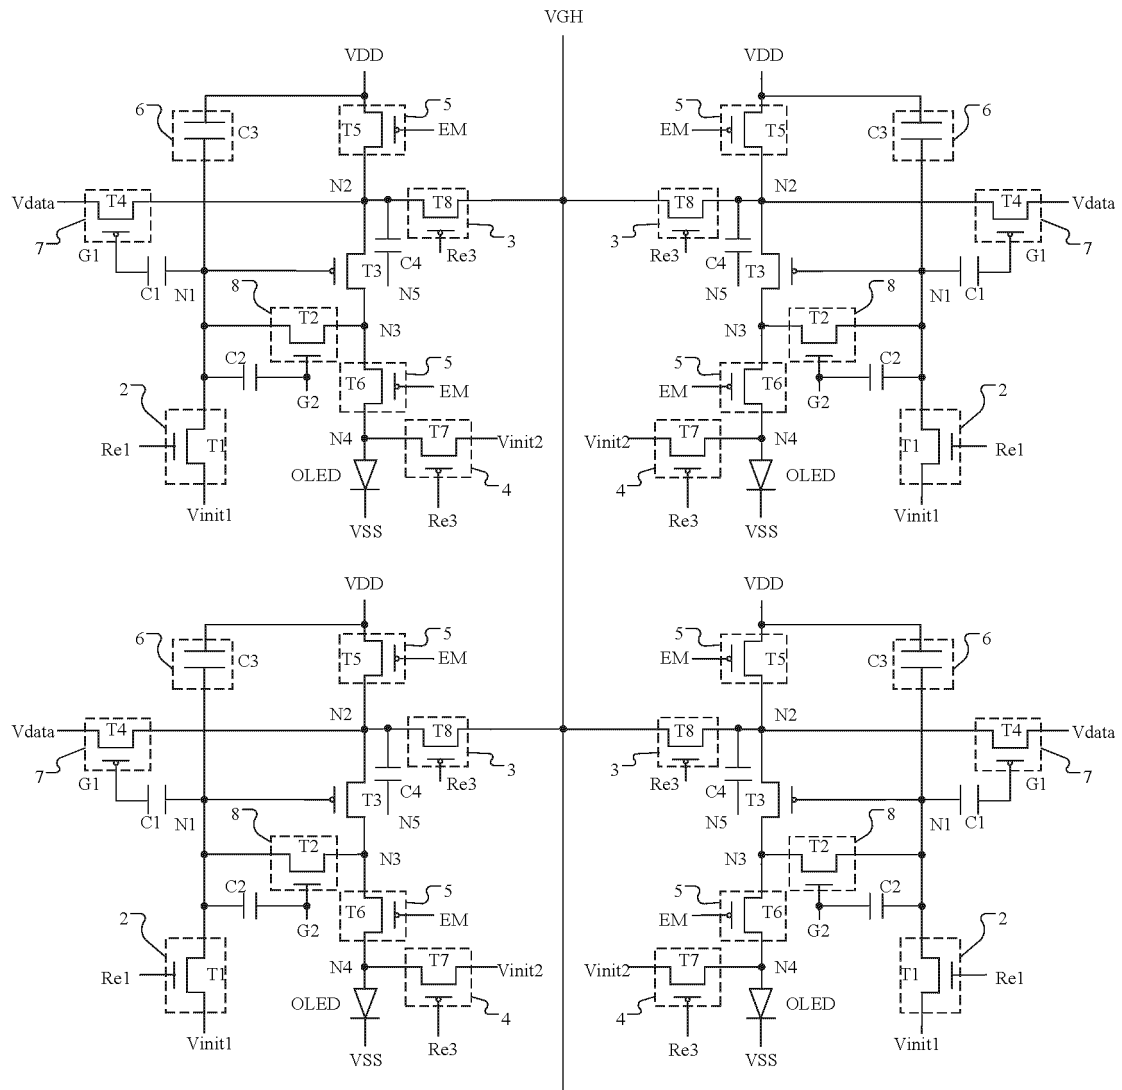 VGH
VDD VDD
6 5 5 6
C3 T5 EM EM T5 C3
N2 N2
Vdata T4 T8 T8 T4 Vdata
7 G1 3 3 G1 7
Re3 Re3
C4 C4
T3 T3
C1 N1 N5 N5 N1 C1
8 8
T2 N3 N3 T2
C2 5 5 C2
T6 EM EM T6
2 G2 G2 2
Re1 T1 N4 T7 Vinit2 Vinit2 T7 N4 T1 Re1
OLED 4 4 OLED
Vinit1 Re3 Re3 Vinit1
VSS VSS
VDD VDD
6 5 5 6
C3 T5 EM EM T5 C3
N2 N2
Vdata T4 T8 T8 T4 Vdata
7 G1 3 3 G1 7
Re3 Re3
C4 C4
T3 T3
C1 N1 N5 N5 N1 C1
8 8
T2 N3 N3 T2
C2 5 5 C2
T6 EM EM T6
2 G2 G2 2
Re1 T1 N4 T7 Vinit2 Vinit2 T7 N4 T1 Re1
OLED 4 4 OLED
Vinit1 Re3 Re3 Vinit1
VSS VSS